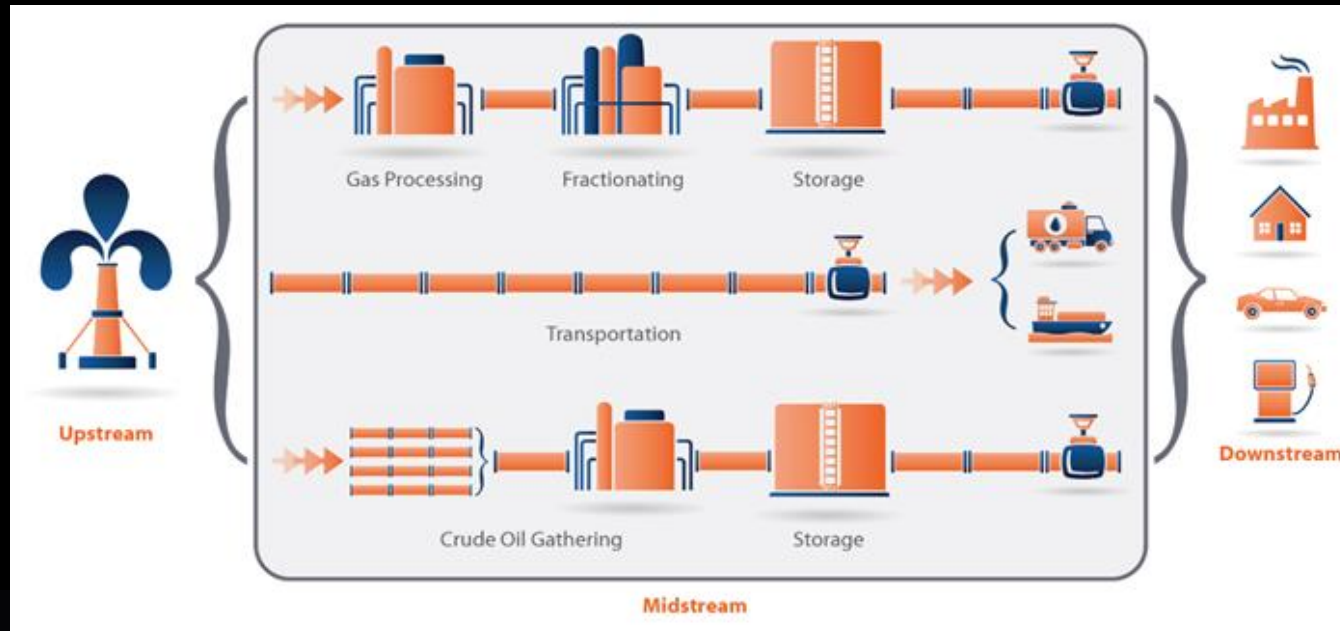 Gas Processing
Fractionating
Storage
Transportation
Upstream
Downstream
Crude Oil Gathering
Storage
Midstream